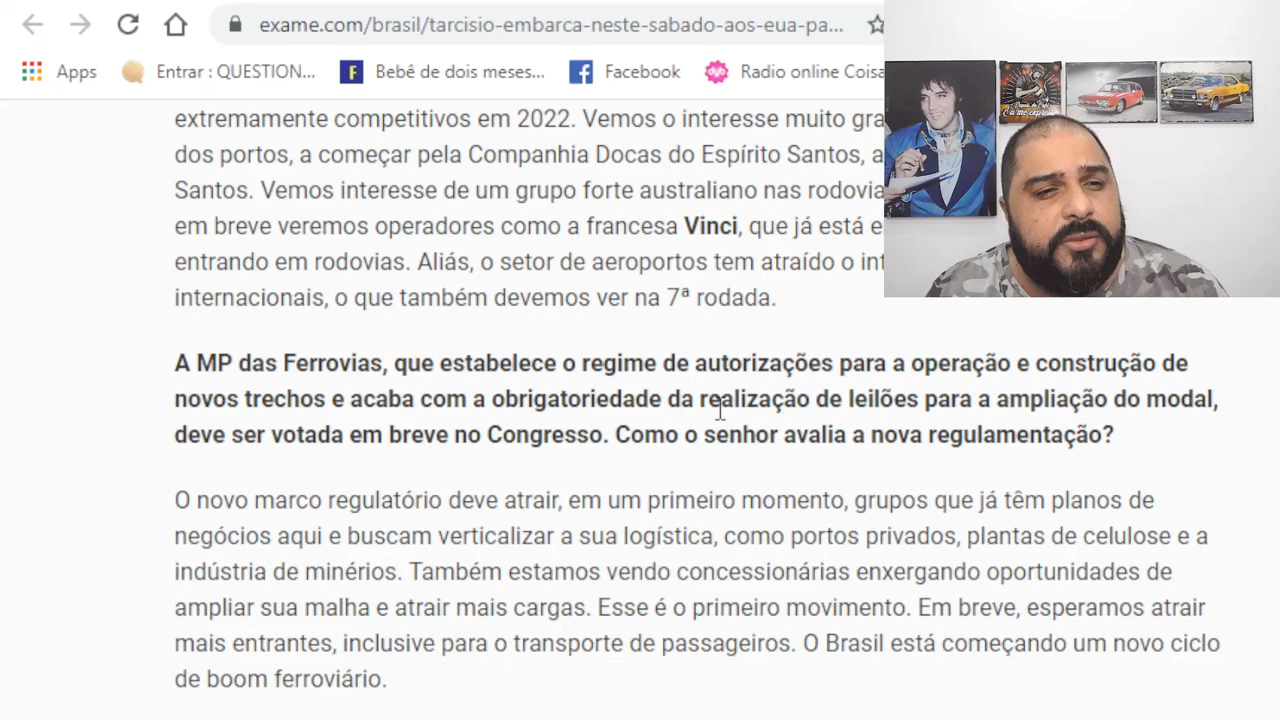 exame.com/brasil/tarcisio-embarca-neste-sabado-aos-eua-pa...
Apps Entrar : QUESTION... F Bebê de dois meses... Facebook Radio online Coisa
extremamente competitivos em 2022. Vemos o interesse muito
dos portos, a começar pela Companhia Docas do Espírito Santos,
Santos. Vemos interesse de um grupo forte australiano nas
em breve veremos operadores como a francesa Vinci, que já está
entrando em rodovias. Aliás, o setor de aeroportos tem atraído o
internacionais, o que também devemos ver na 7ª rodada.
A MP das Ferrovias, que estabelece o regime de autorizações para a operação e construção de
novos trechos e acaba com a obrigatoriedade da realização de leilões para a ampliação do modal,
deve ser votada em breve no Congresso. Como o senhor avalia a nova regulamentação?
O novo marco regulatório deve atrair, em um primeiro momento, grupos que já têm planos de
negócios aqui e buscam verticalizar a sua logística, como portos privados, plantas de celulose e a
indústria de minérios. Também estamos vendo concessionárias enxergando oportunidades de
ampliar sua malha e atrair mais cargas. Esse é o primeiro movimento. Em breve, esperamos atrair
mais entrantes, inclusive para o transporte de passageiros. O Brasil está começando um novo ciclo
de boom ferroviário.